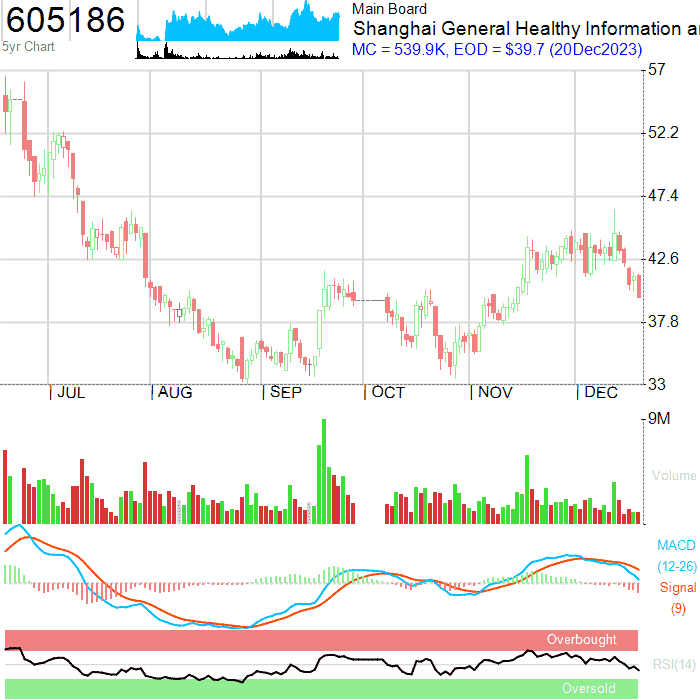 605186
5yr Chart
Main Board
Shanghai General Healthy Information a
MC = 539.9K, EOD = $39.7 (20Dec2023)
57
52.2
47.4
42.6
37.8
33
JUL AUG SEP OCT NOV DEC
9M
Volume
MACD
(12-26)
Signal
(9)
Overbought
RSI(14)
Oversold